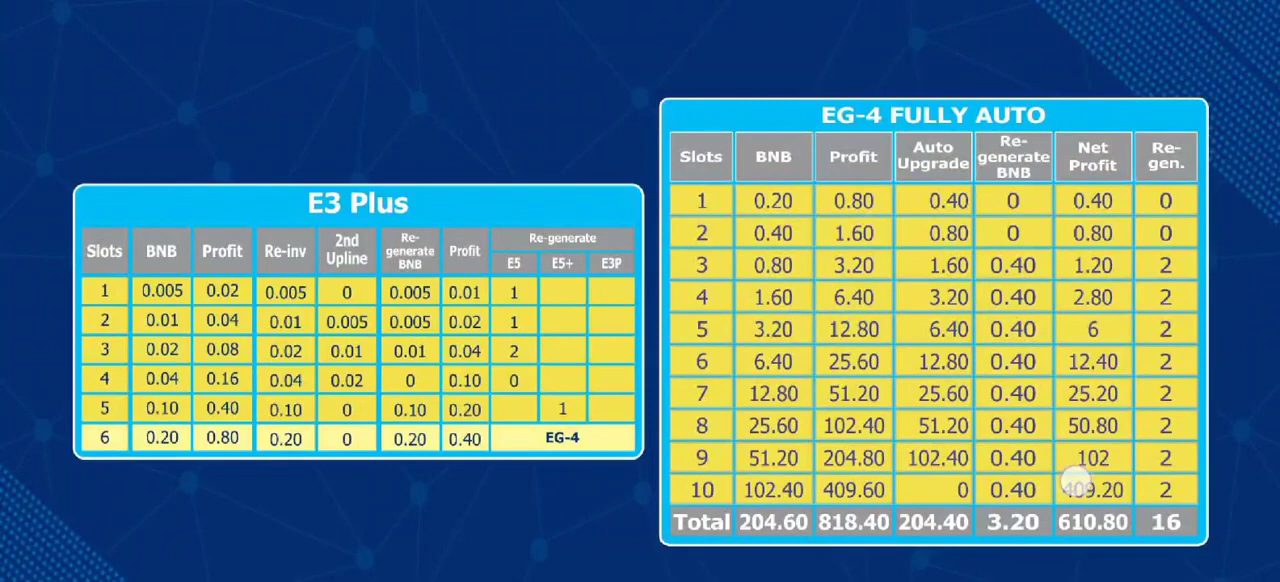 E3 Plus
Slots BNB Profit Re-inv 2nd Upline Re-generate BNB Profit Re-generate
E5 E5+ E3P
1 0.005 0.02 0.005 0 0.005 0.01 1
2 0.01 0.04 0.01 0.005 0.005 0.02 1
3 0.02 0.08 0.02 0.01 0.01 0.04 2
4 0.04 0.16 0.04 0.02 0 0.10 0
5 0.10 0.40 0.10 0 0.10 0.20 1
6 0.20 0.80 0.20 0 0.20 0.40 EG-4
EG-4 FULLY AUTO
Slots BNB Profit Auto Upgrade Re-generate BNB Net Profit Re-gen.
1 0.20 0.80 0.40 0 0.40 0
2 0.40 1.60 0.80 0 0.80 0
3 0.80 3.20 1.60 0.40 1.20 2
4 1.60 6.40 3.20 0.40 2.80 2
5 3.20 12.80 6.40 0.40 6 2
6 6.40 25.60 12.80 0.40 12.40 2
7 12.80 51.20 25.60 0.40 25.20 2
8 25.60 102.40 51.20 0.40 50.80 2
9 51.20 204.80 102.40 0.40 102 2
10 102.40 409.60 0 0.40 409.20 2
Total 204.60 818.40 204.40 3.20 610.80 16